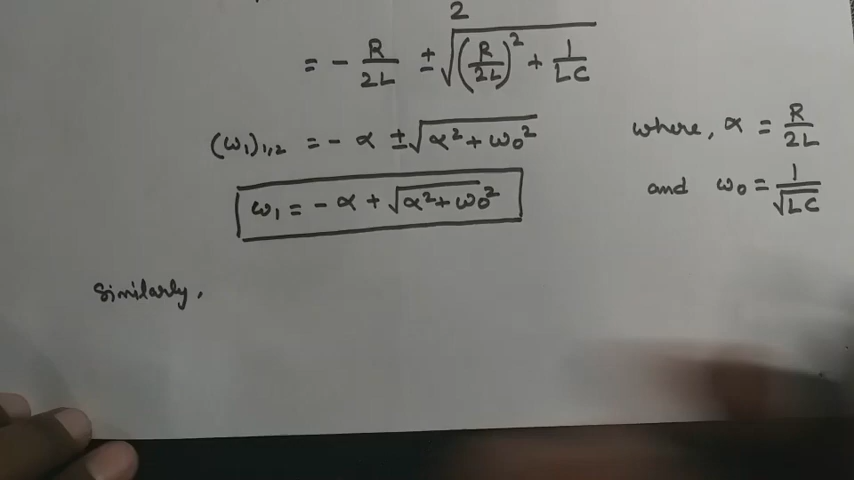 2
= - R/2L ± √((R/2L)² + 1/LC)
(ω₁)₁,₂ = - α ± √(α² + ω₀²)
where, α = R/2L
ω₁ = - α + √(α² + ω₀²)
and ω₀ = 1/√LC
Similarly,